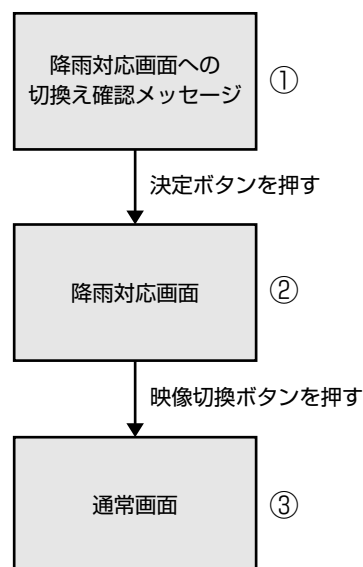 降雨対応画面への
切換え確認メッセージ
①
決定ボタンを押す
降雨対応画面
②
映像切換ボタンを押す
通常画面
③